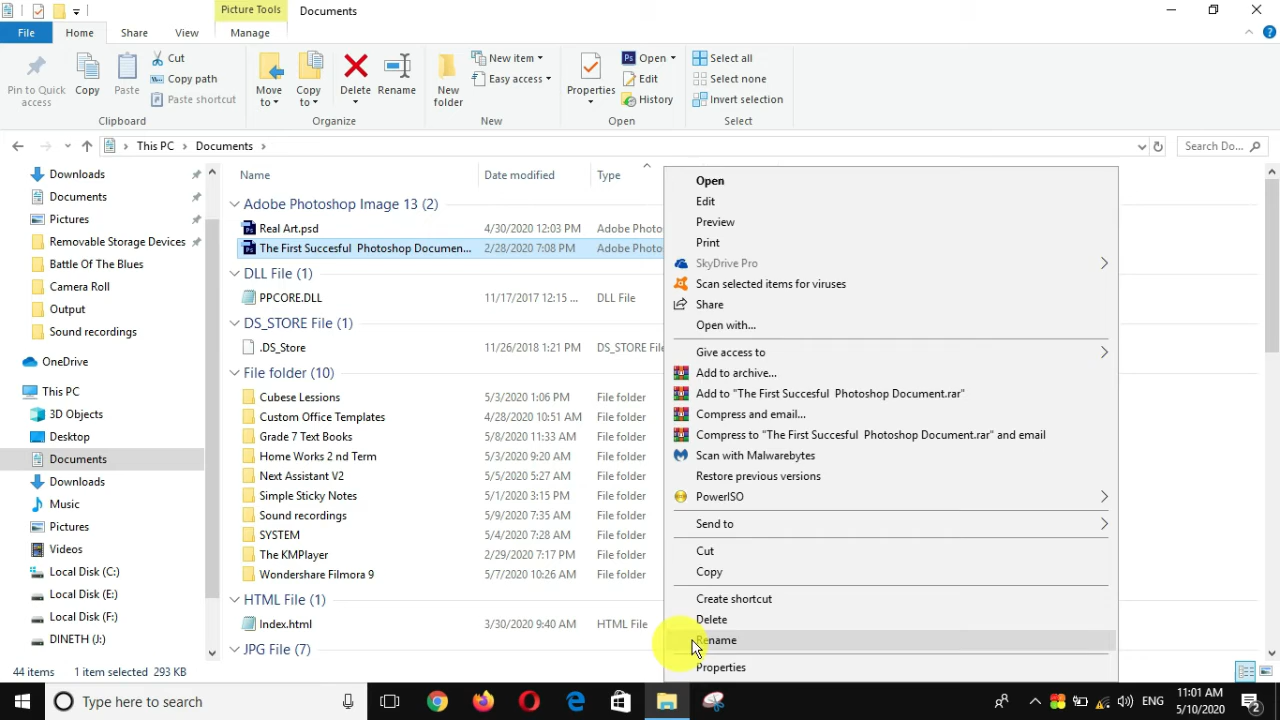 Picture Tools
Documents
File
Home
Share
View
Manage
Pin to Quick
access
Copy
Paste
Cut
Copy path
Paste shortcut
Clipboard
Move
to
Copy
to
Delete
Rename
Organize
New
folder
New item
Easy access
New
Properties
Open
Edit
History
Open
Select all
Select none
Invert selection
Select
This PC
Documents
Search Do...
Downloads
Documents
Pictures
Removable Storage Devices
Battle Of The Blues
Camera Roll
Output
Sound recordings
OneDrive
This PC
3D Objects
Desktop
Documents
Downloads
Music
Pictures
Videos
Local Disk (C:)
Local Disk (E:)
Local Disk (F:)
DINETH (J:)
Name Date modified Type
Adobe Photoshop Image 13 (2)
Real Art.psd 4/30/2020 12:03 PM Adobe Photo
The First Succesful  Photoshop Documen... 2/28/2020 7:08 PM Adobe Photo
DLL File (1)
PPCORE.DLL 11/17/2017 12:15 ... DLL File
DS_STORE File (1)
.DS_Store 11/26/2018 1:21 PM DS_STORE File
File folder (10)
Cubese Lessions 5/3/2020 1:06 PM File folder
Custom Office Templates 4/28/2020 10:51 AM File folder
Grade 7 Text Books 5/8/2020 11:33 AM File folder
Home Works 2 nd Term 5/3/2020 9:20 AM File folder
Next Assistant V2 5/5/2020 5:27 AM File folder
Simple Sticky Notes 5/1/2020 3:15 PM File folder
Sound recordings 5/9/2020 7:35 AM File folder
SYSTEM 5/4/2020 7:28 AM File folder
The KMPlayer 2/29/2020 7:17 PM File folder
Wondershare Filmora 9 5/7/2020 10:26 AM File folder
HTML File (1)
Index.html 3/30/2020 9:40 AM HTML File
JPG File (7)
Open
Edit
Preview
Print
SkyDrive Pro
Scan selected items for viruses
Share
Open with...
Give access to
Add to archive...
Add to "The First Succesful  Photoshop Document.rar"
Compress and email...
Compress to "The First Succesful  Photoshop Document.rar" and email
Scan with Malwarebytes
Restore previous versions
PowerISO
Send to
Cut
Copy
Create shortcut
Delete
Rename
Properties
44 items 1 item selected 293 KB
Type here to search
ENG
11:01 AM
5/10/2020
2